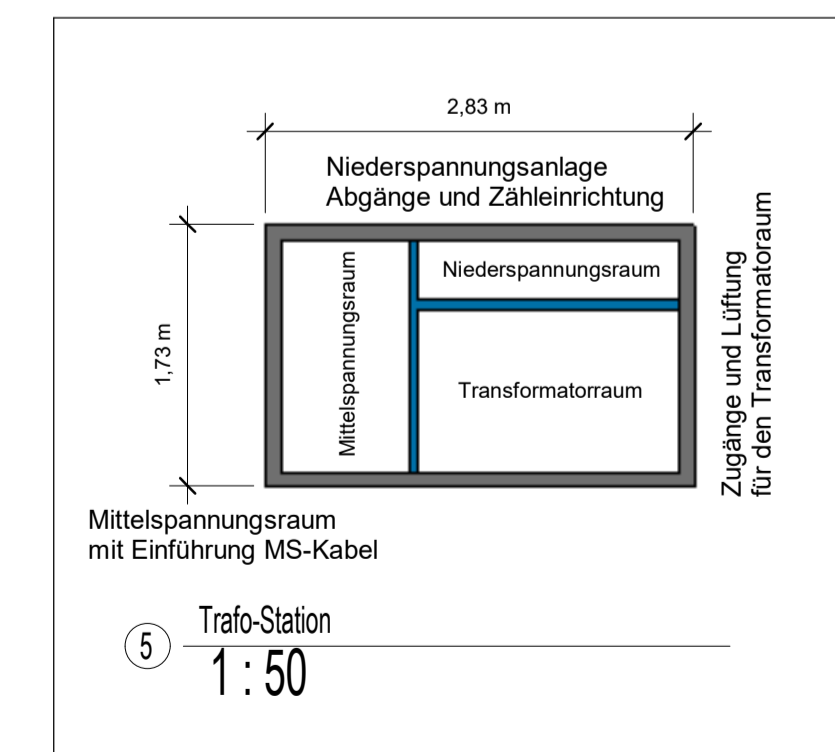 2,83 m
Niederspannungsanlage
Abgänge und Zähleinrichtung
1,73 m
Mittelspannungsraum
Niederspannungsraum
Transformatorraum
Zugänge und Lüftung
für den Transformatoraum
Mittelspannungsraum
mit Einführung MS-Kabel
5
Trafo-Station
1 : 50